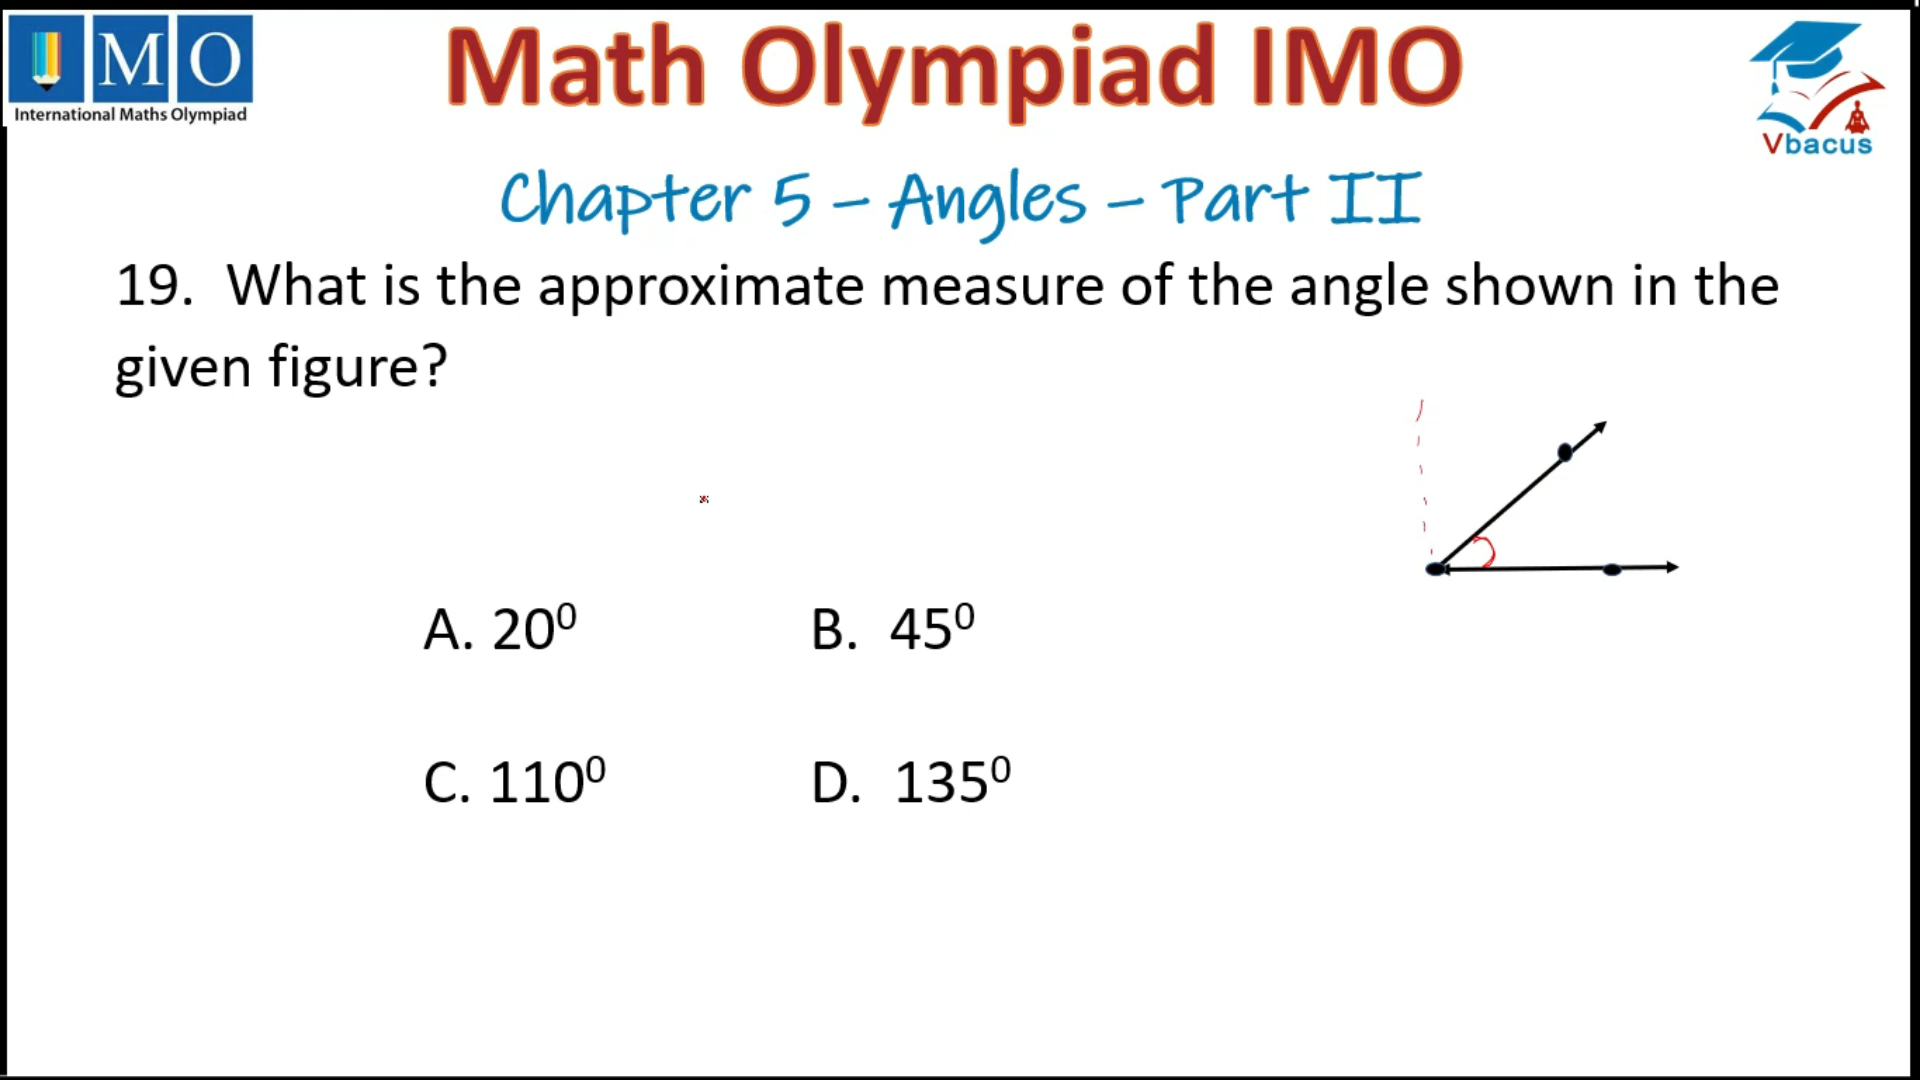 IMO
International Maths Olympiad
Math Olympiad IMO
Vbacus
Chapter 5 – Angles – Part II
19. What is the approximate measure of the angle shown in the
given figure?
A. 20⁰ B. 45⁰
C. 110⁰ D. 135⁰